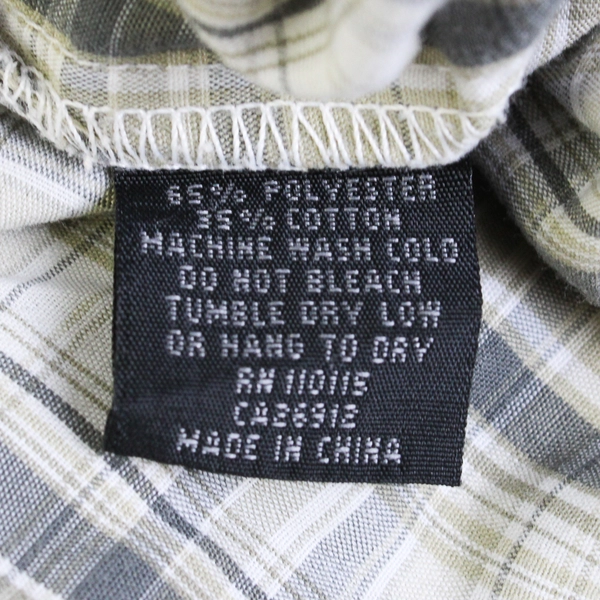 65% POLYESTER
35% COTTON
MACHINE WASH COLD
DO NOT BLEACH
TUMBLE DRY LOW
OR HANG TO DRY
RN 110115
CA36912
MADE IN CHINA